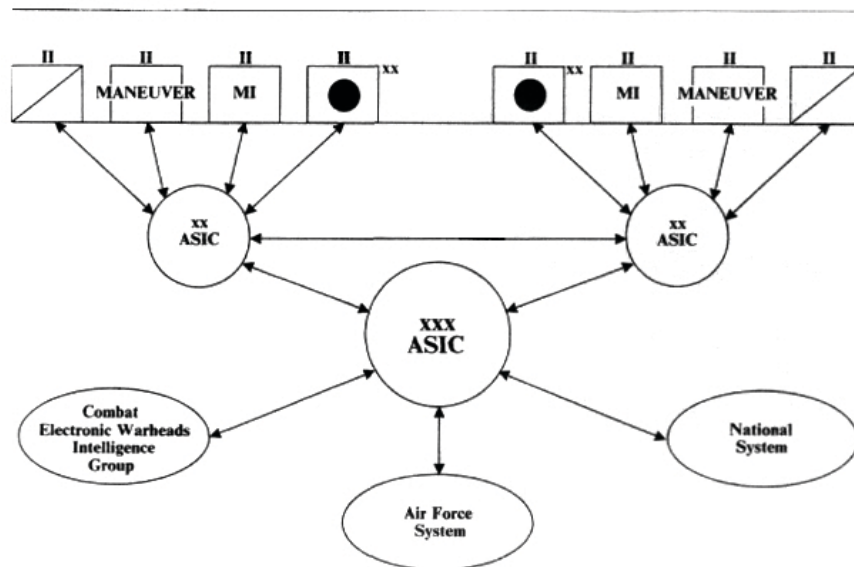 II II II II II II II II
MANEUVER MI xx xx MI MANEUVER
xx
ASIC
xx
ASIC
xxx
ASIC
Combat
Electronic Warheads
Intelligence
Group
National
System
Air Force
System